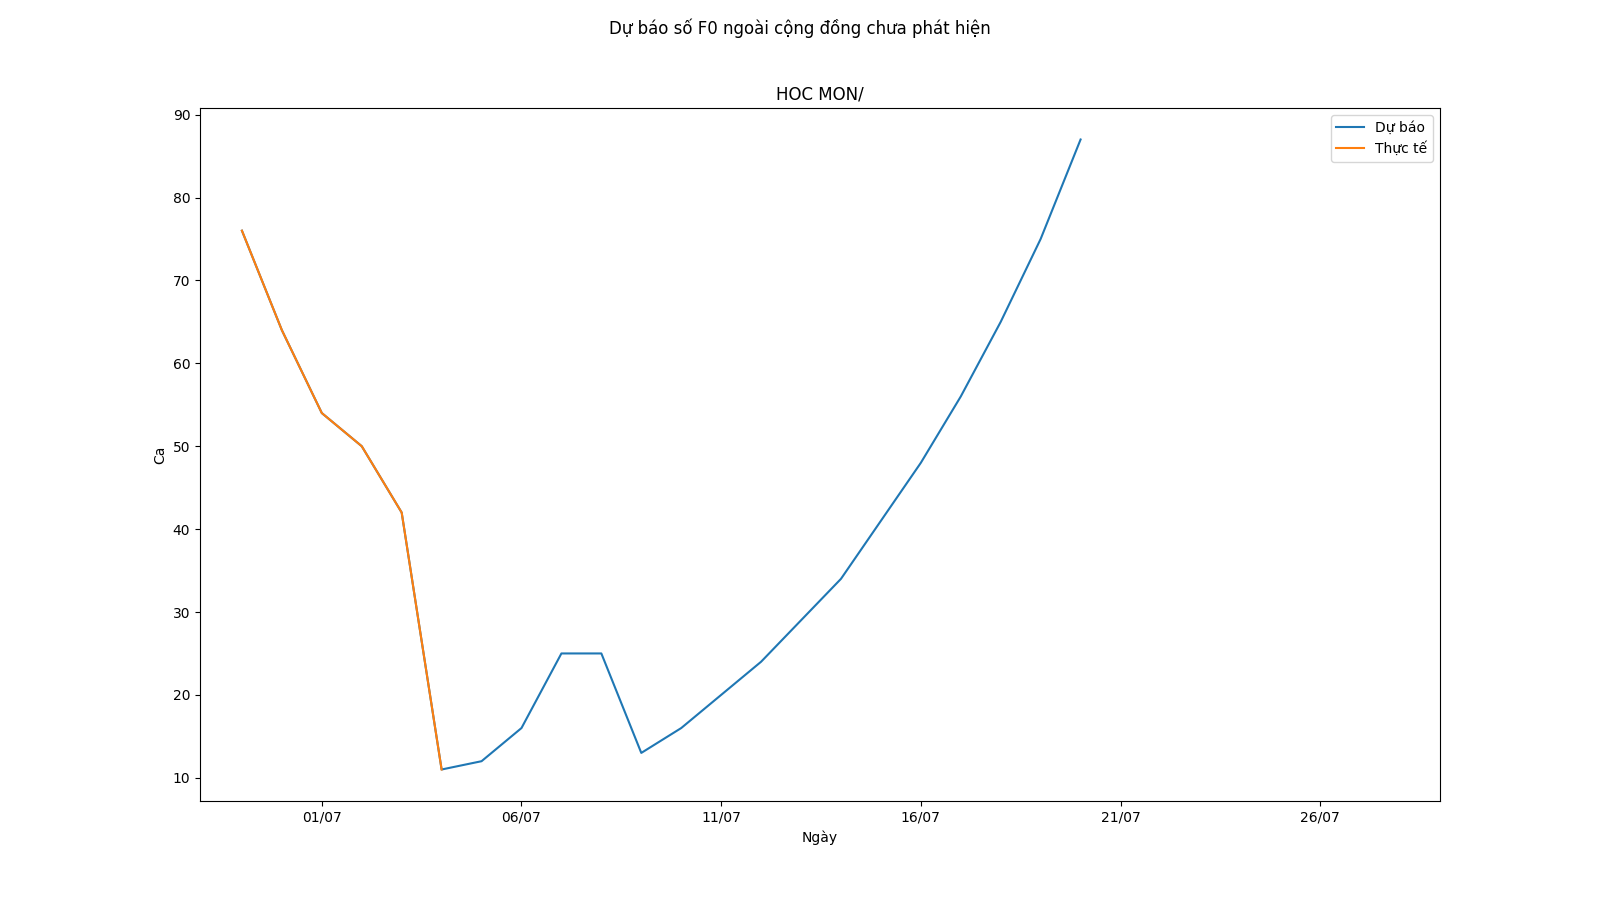 Dự báo số F0 ngoài cộng đồng chưa phát hiện
HOC MON/
Dự báo
Thực tế
90
80
70
60
50
40
30
20
10
Ca
01/07 06/07 11/07 16/07 21/07 26/07
Ngày